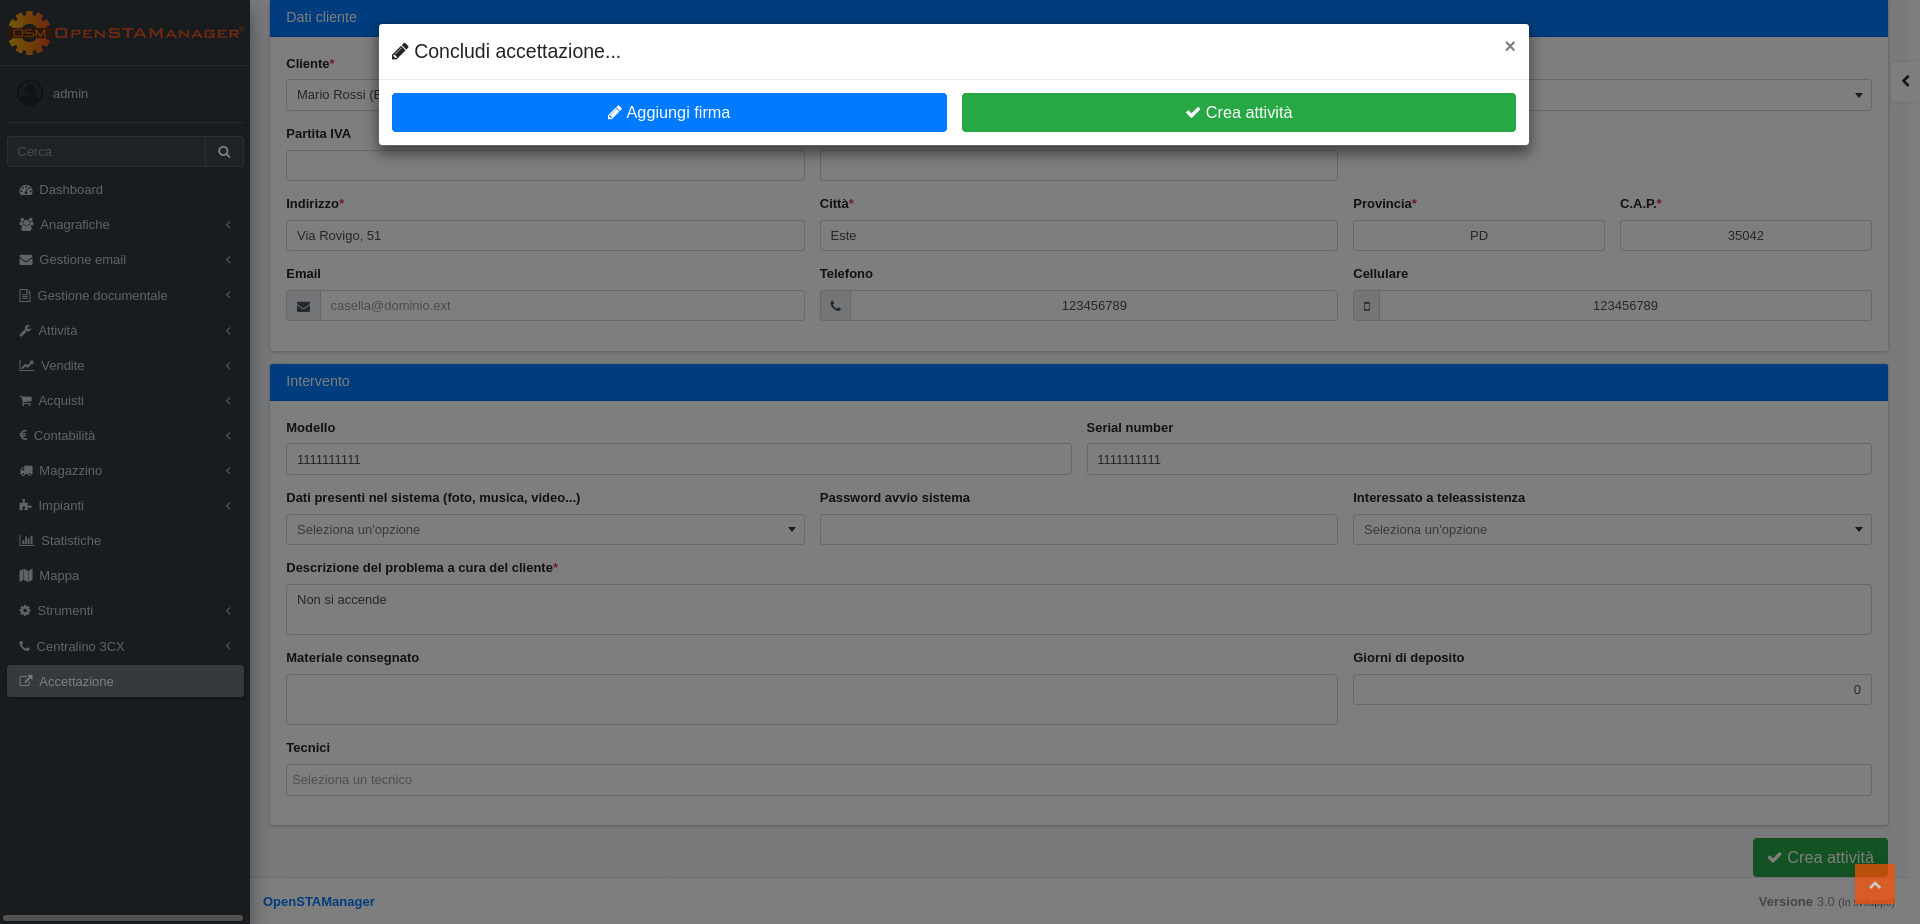 OSM OPENSTAMANAGER
admin
Cerca
Dashboard
Anagrafiche
Gestione email
Gestione documentale
Attività
Vendite
Acquisti
Contabilità
Magazzino
Impianti
Statistiche
Mappa
Strumenti
Centralino 3CX
Accettazione
Dati cliente
Concludi accettazione...
×
Aggiungi firma
Crea attività
Cliente*
Mario Rossi
Partita IVA
Indirizzo* Città* Provincia* C.A.P.*
Via Rovigo, 51 Este PD 35042
Email Telefono Cellulare
casella@dominio.ext 123456789 123456789
Intervento
Modello Serial number
1111111111 1111111111
Dati presenti nel sistema (foto, musica, video...) Password avvio sistema Interessato a teleassistenza
Seleziona un'opzione Seleziona un'opzione
Descrizione del problema a cura del cliente*
Non si accende
Materiale consegnato Giorni di deposito
0
Tecnici
Seleziona un tecnico
Crea attività
OpenSTAManager Versione 3.0 (In sviluppo)